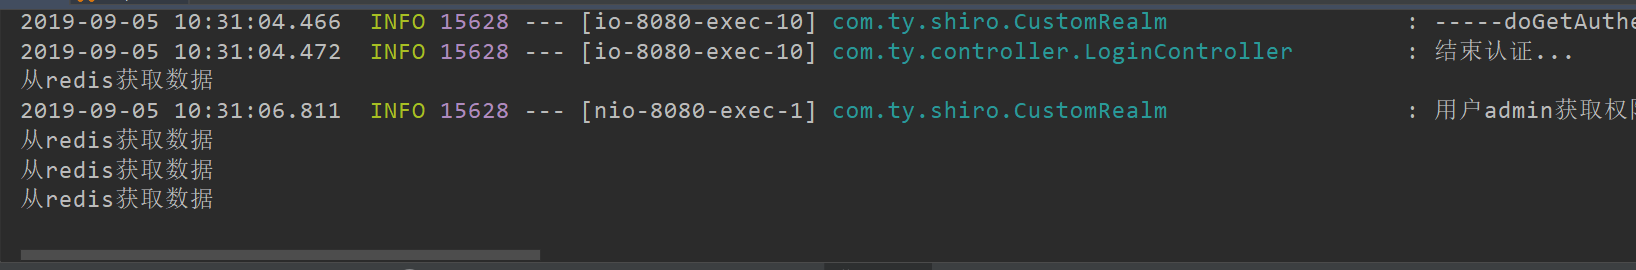 2019-09-05 10:31:04.466  INFO 15628 --- [io-8080-exec-10] com.ty.shiro.CustomRealm                 : -----doGetAuthe
2019-09-05 10:31:04.472  INFO 15628 --- [io-8080-exec-10] com.ty.controller.LoginController        : 结束认证...
从redis获取数据
2019-09-05 10:31:06.811  INFO 15628 --- [nio-8080-exec-1] com.ty.shiro.CustomRealm                 : 用户admin获取权
从redis获取数据
从redis获取数据
从redis获取数据